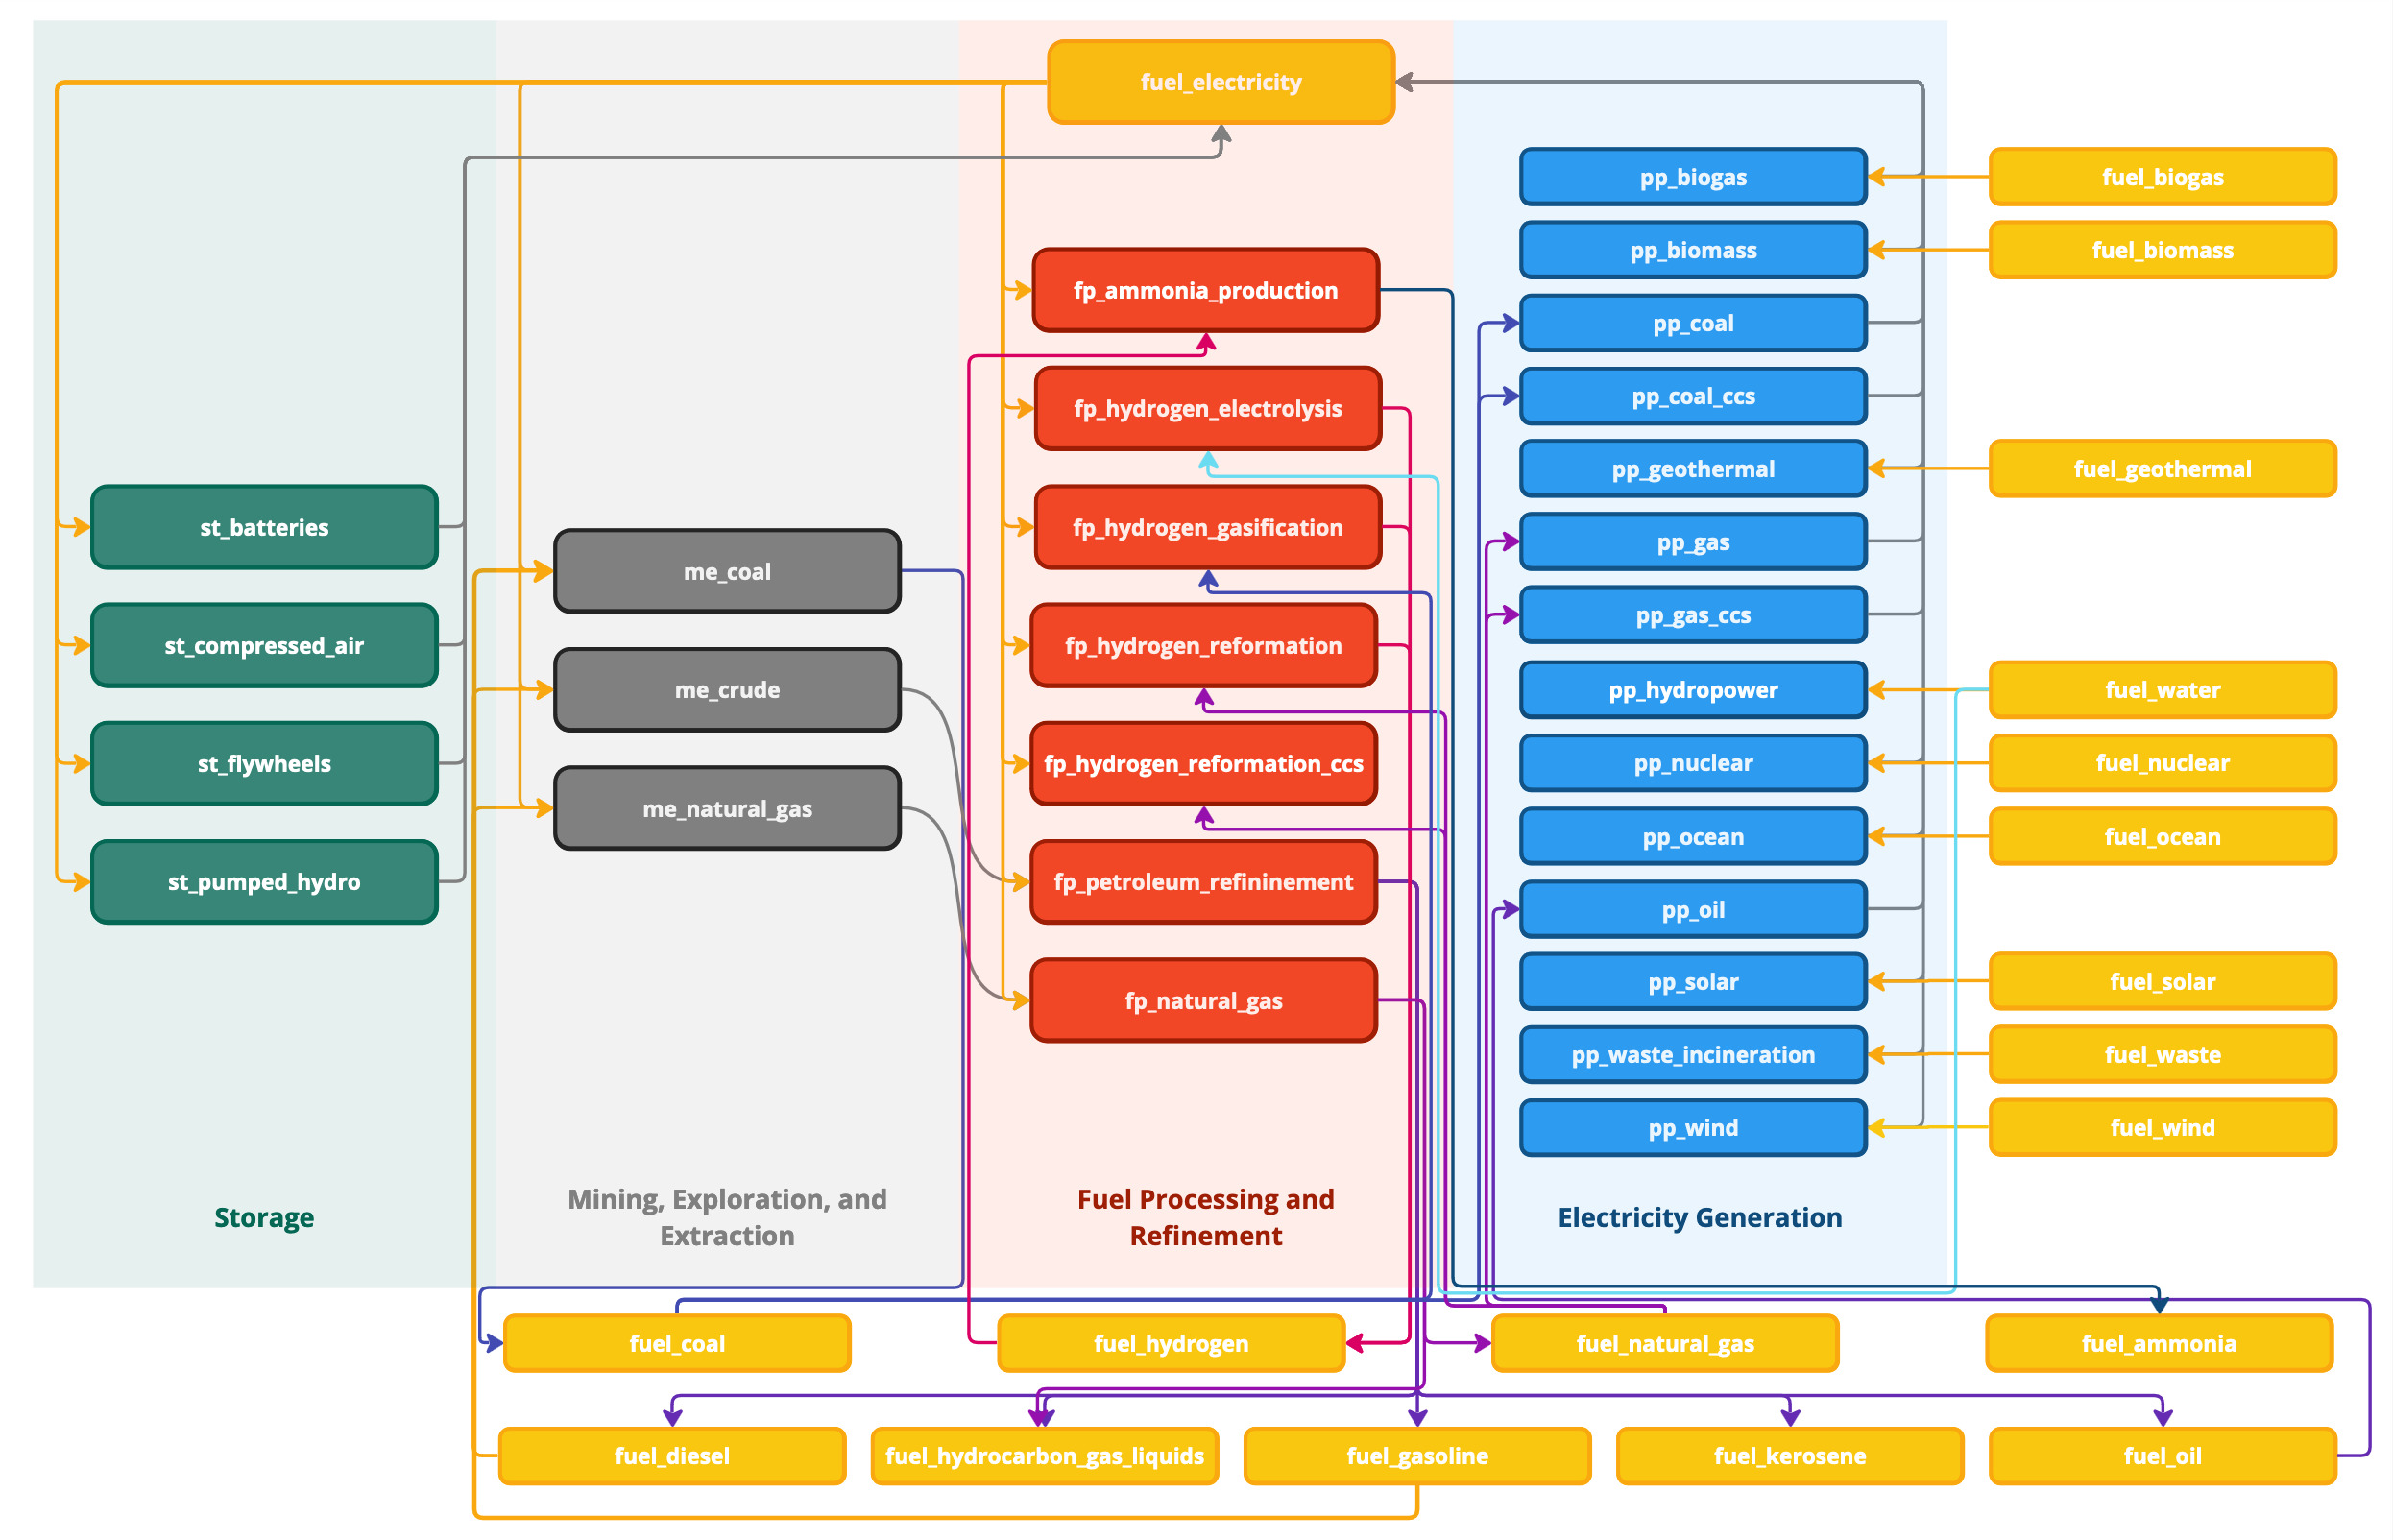 fuel_electricity
pp_biogas
fuel_biogas
pp_biomass
fuel_biomass
fp_ammonia_production
pp_coal
fp_hydrogen_electrolysis
pp_coal_ccs
pp_geothermal
fuel_geothermal
st_batteries
fp_hydrogen_gasification
pp_gas
me_coal
pp_gas_ccs
st_compressed_air
fp_hydrogen_reformation
me_crude
pp_hydropower
fuel_water
st_flywheels
fp_hydrogen_reformation_ccs
pp_nuclear
fuel_nuclear
me_natural_gas
pp_ocean
fuel_ocean
st_pumped_hydro
fp_petroleum_refininement
pp_oil
fp_natural_gas
pp_solar
fuel_solar
pp_waste_incineration
fuel_waste
pp_wind
fuel_wind
Storage
Mining, Exploration, and
Extraction
Fuel Processing and
Refinement
Electricity Generation
fuel_coal
fuel_hydrogen
fuel_natural_gas
fuel_ammonia
fuel_diesel
fuel_hydrocarbon_gas_liquids
fuel_gasoline
fuel_kerosene
fuel_oil